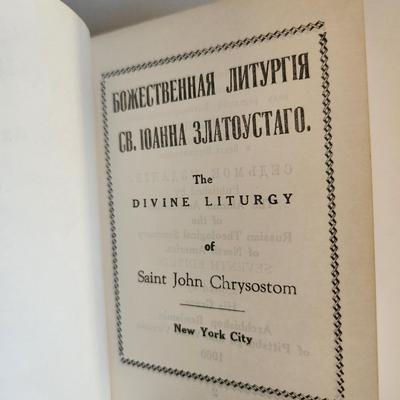 БОЖЕСТВЕННАЯ ЛИТУРГІЯ
СВ. ІОАННА ЗЛАТОУСТАГО.
The
DIVINE LITURGY
of
Saint John Chrysostom
New York City